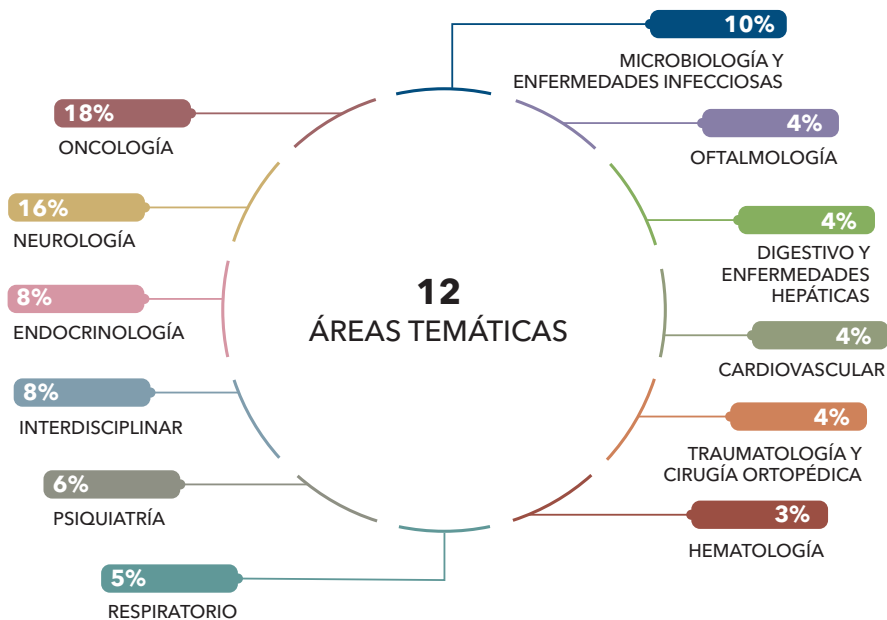 10%
MICROBIOLOGÍA Y
ENFERMEDADES INFECCIOSAS
18%
ONCOLOGÍA
4%
OFTALMOLOGÍA
16%
NEUROLOGÍA
4%
DIGESTIVO Y
ENFERMEDADES
HEPÁTICAS
12
ÁREAS TEMÁTICAS
8%
ENDOCRINOLOGÍA
4%
CARDIOVASCULAR
8%
INTERDISCIPLINAR
4%
TRAUMATOLOGÍA Y
CIRUGÍA ORTOPÉDICA
6%
PSIQUIATRÍA
3%
HEMATOLOGÍA
5%
RESPIRATORIO